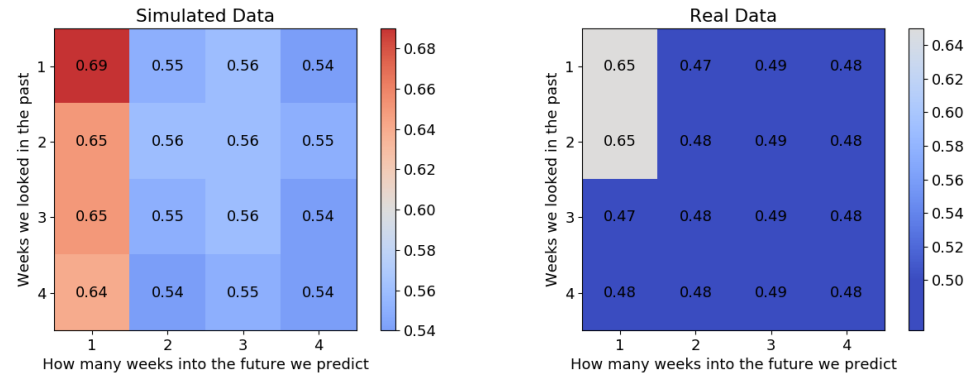 Simulated Data
Weeks we looked in the past
1 0.69 0.55 0.56 0.54
2 0.65 0.56 0.56 0.55
3 0.65 0.55 0.56 0.54
4 0.64 0.54 0.55 0.54
1 2 3 4
How many weeks into the future we predict
0.68
0.66
0.64
0.62
0.60
0.58
0.56
0.54
Real Data
Weeks we looked in the past
1 0.65 0.47 0.49 0.48
2 0.65 0.48 0.49 0.48
3 0.47 0.48 0.49 0.48
4 0.48 0.48 0.49 0.48
1 2 3 4
How many weeks into the future we predict
0.64
0.62
0.60
0.58
0.56
0.54
0.52
0.50